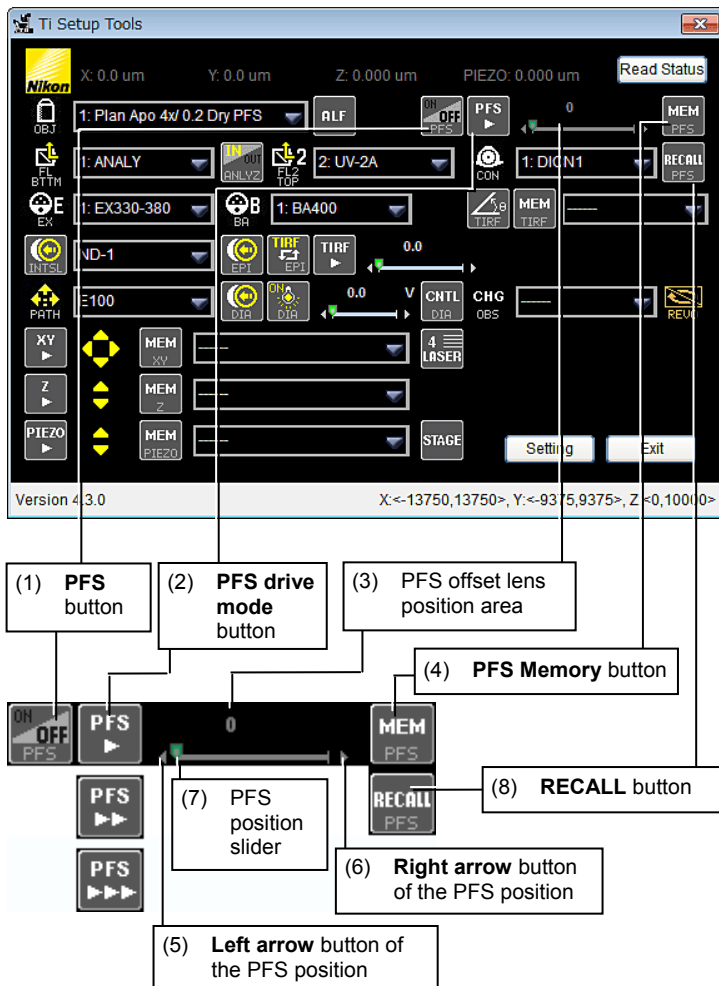 Ti Setup Tools
Nikon X: 0.0 um Y: 0.0 um Z: 0.000 um PIEZO: 0.000 um Read Status
OBJ 1: Plan Apo 4x/ 0.2 Dry PFS ALF ON OFF PFS PFS 0 MEM PFS
FL BTTM 1: ANALY IN OUT ANLYZ 2 FL2 TOP 2: UV-2A CON 1: DICN1 RECALL PFS
E EX 1: EX330-380 B BA 1: BA400 θ TIRF MEM TIRF -----
INTSL ND-1 EPI TIRF EPI TIRF 0.0
PATH E100 DIA ON DIA 0.0 V CNTL DIA CHG OBS ----- REVO
XY MEM XY ----- 4 LASER
Z MEM Z -----
PIEZO MEM PIEZO ----- STAGE Setting Exit
Version 4.3.0 X:<-13750,13750>, Y:<-9375,9375>, Z:<0,10000>
(1) PFS
button
(2) PFS drive
mode
button
(3) PFS offset lens
position area
(4) PFS Memory button
ON OFF PFS PFS 0 MEM PFS
PFS
RECALL PFS
PFS
(7) PFS
position
slider
(8) RECALL button
(6) Right arrow button
of the PFS position
(5) Left arrow button of
the PFS position